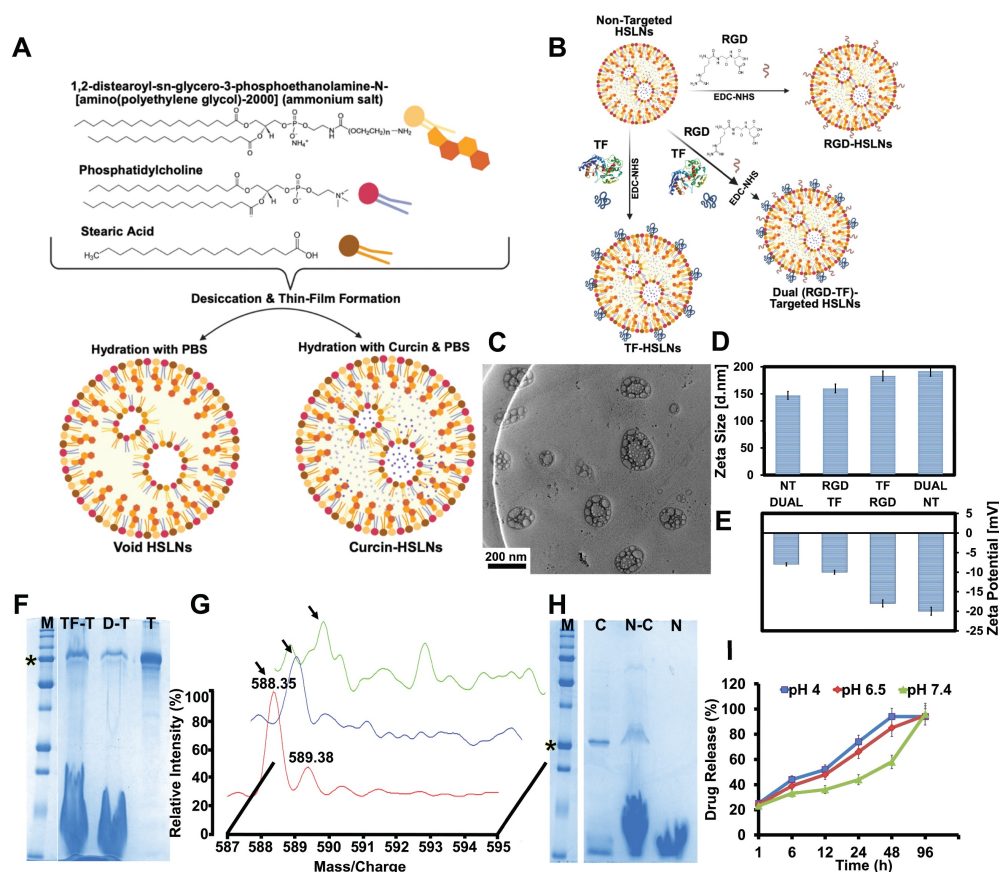 A
1,2-distearoyl-sn-glycero-3-phosphoethanolamine-N-
[amino(polyethylene glycol)-2000] (ammonium salt)
Phosphatidylcholine
Stearic Acid
H₃C
OH
Desiccation & Thin-Film Formation
Hydration with PBS
Hydration with Curcin & PBS
Void HSLNs
Curcin-HSLNs
B
Non-Targeted
HSLNs
RGD
EDC-NHS
RGD-HSLNs
TF
EDC-NHS
TF
RGD
EDC-NHS
TF-HSLNs
Dual (RGD-TF)-
Targeted HSLNs
C
200 nm
D
Zeta Size [d.nm]
200
150
100
50
0
NT RGD TF DUAL
DUAL TF RGD NT
E
Zeta Potential [mV]
5
0
-5
-10
-15
-20
-25
F
M TF-T D-T T
*
G
Relative Intensity (%)
100
80
60
40
20
0
588.35
589.38
587 588 589 590 591 592 593 594 595
Mass/Charge
H
M C N-C N
*
I
Drug Release (%)
120
100
80
60
40
20
0
pH 4 pH 6.5 pH 7.4
1 6 12 24 48 96
Time (h)